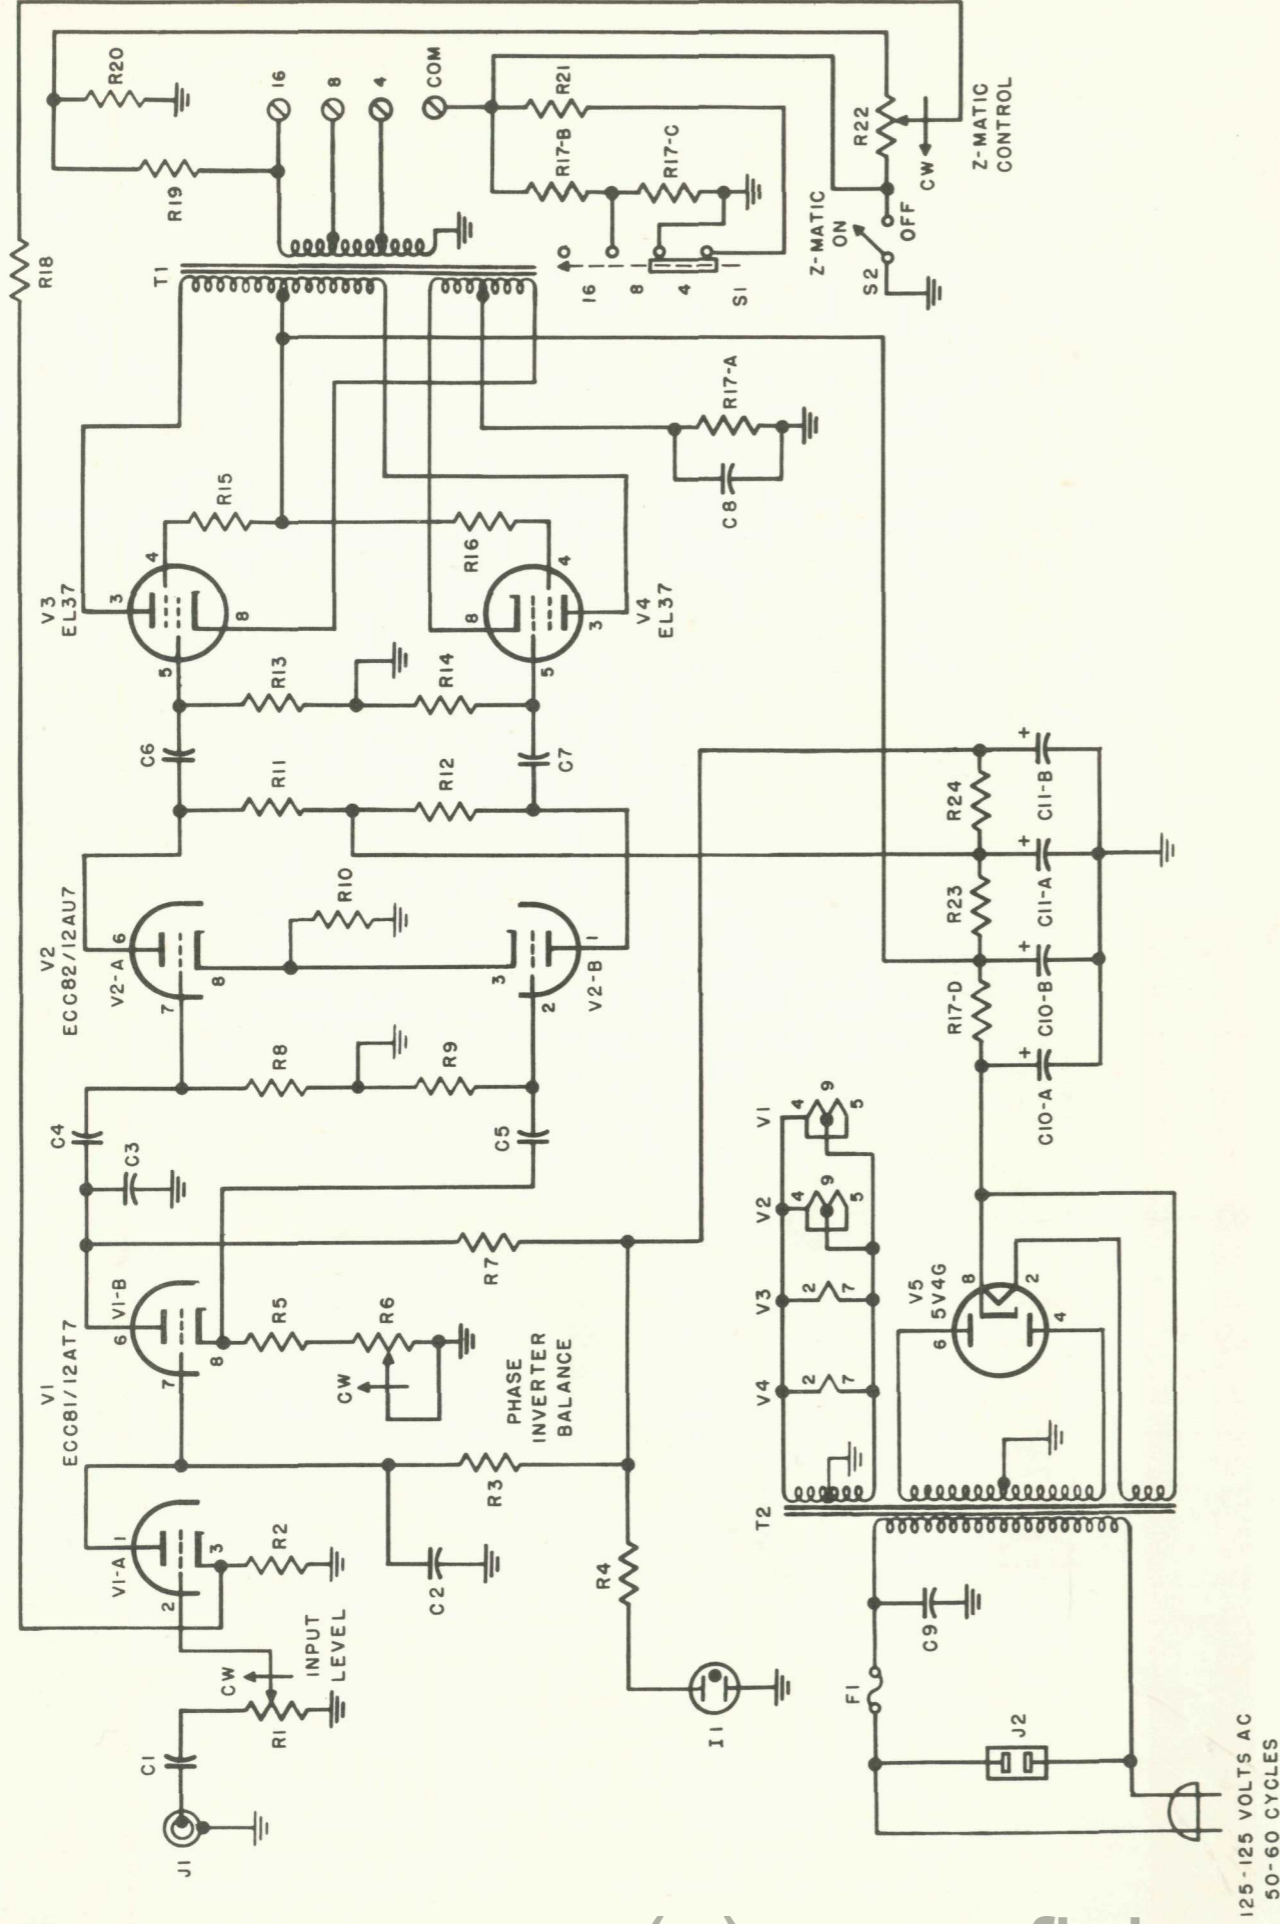 J1
C1
R1
CW
INPUT
LEVEL
V1
ECC81/12AT7
V1-A
1
2
3
R2
C2
R3
R4
I1
V1-B
6
7
8
R5
R6
CW
PHASE
INVERTER
BALANCE
R7
C3
C4
C5
R8
R9
V2
ECC82/12AU7
V2-A
6
7
8
R10
3
2
1
V2-B
R11
R12
C6
C7
R13
R14
V3
EL37
3
4
5
8
R15
R16
V4
EL37
8
4
3
5
R18
T1
R19
R20
16
8
4
COM
R21
R17-B
R17-C
16
8
4
S1
R17-A
C8
Z-MATIC
ON
OFF
S2
R22
CW
Z-MATIC
CONTROL
125-125 VOLTS AC
50-60 CYCLES
J2
F1
C9
T2
V4
2
7
V3
2
7
V2
4
9
5
V1
4
9
5
V5
5V4G
6
8
2
4
R17-D
R23
R24
C10-A
+
C10-B
+
C11-A
+
C11-B
+